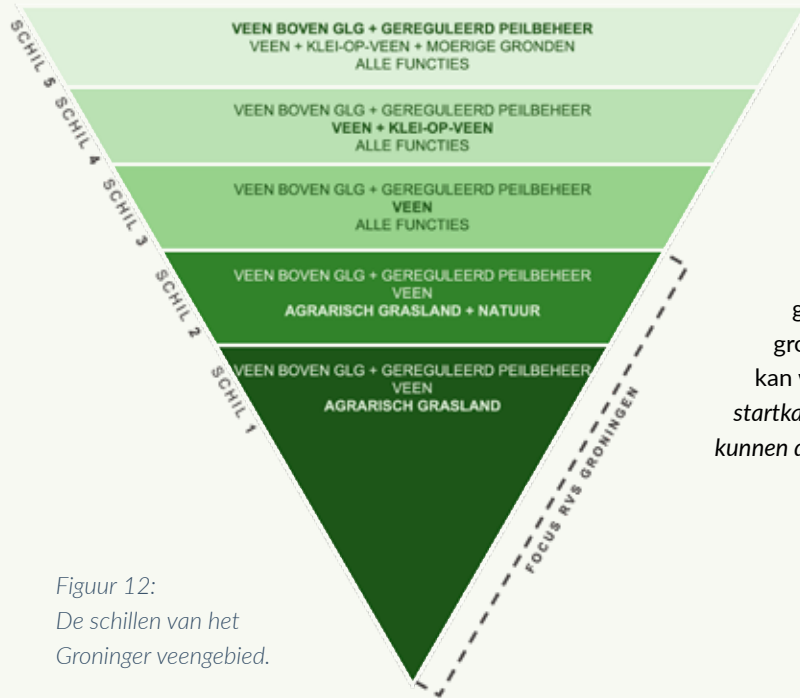 VEEN BOVEN GLG + GEREGULEERD PEILBEHEER
VEEN + KLEI-OP-VEEN + MOERIGE GRONDEN
ALLE FUNCTIES
SCHIL 5
VEEN BOVEN GLG + GEREGULEERD PEILBEHEER
VEEN + KLEI-OP-VEEN
ALLE FUNCTIES
SCHIL 4
VEEN BOVEN GLG + GEREGULEERD PEILBEHEER
VEEN
ALLE FUNCTIES
SCHIL 3
VEEN BOVEN GLG + GEREGULEERD PEILBEHEER
VEEN
AGRARISCH GRASLAND + NATUUR
SCHIL 2
VEEN BOVEN GLG + GEREGULEERD PEILBEHEER
VEEN
AGRARISCH GRASLAND
SCHIL 1
FOCUS RVS GRONINGEN
kan
kunnen
Figuur 12:
De schillen van het
Groninger veengebied.